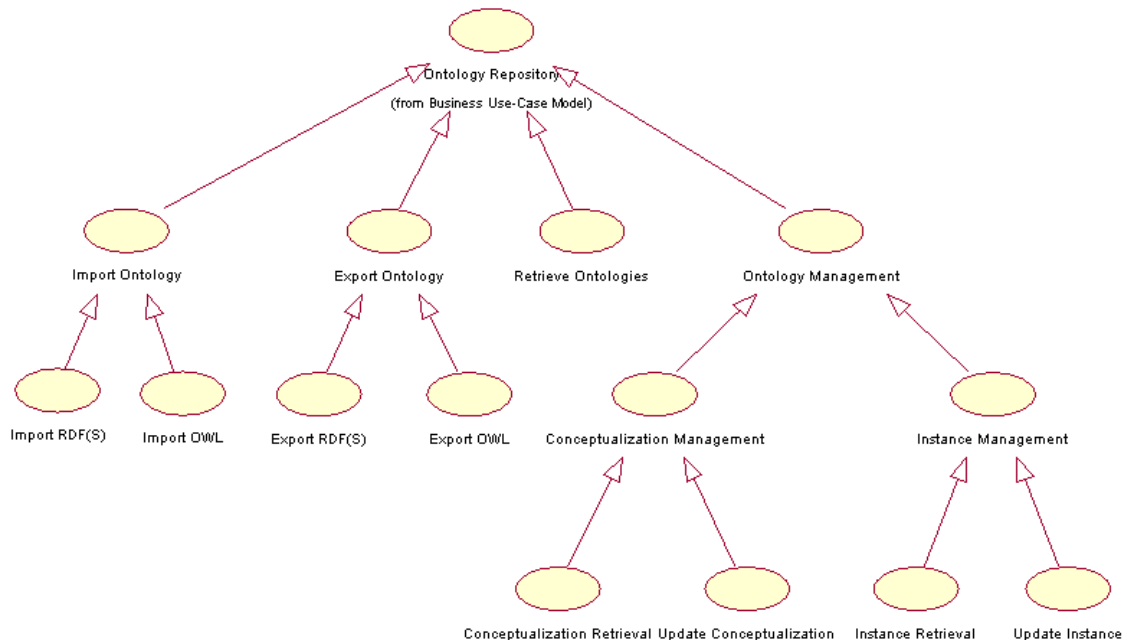 Ontology Repository
(from Business Use-Case Model)
Import Ontology
Export Ontology
Retrieve Ontologies
Ontology Management
Import RDF(S)
Import OWL
Export RDF(S)
Export OWL
Conceptualization Management
Instance Management
Conceptualization Retrieval
Update Conceptualization
Instance Retrieval
Update Instance